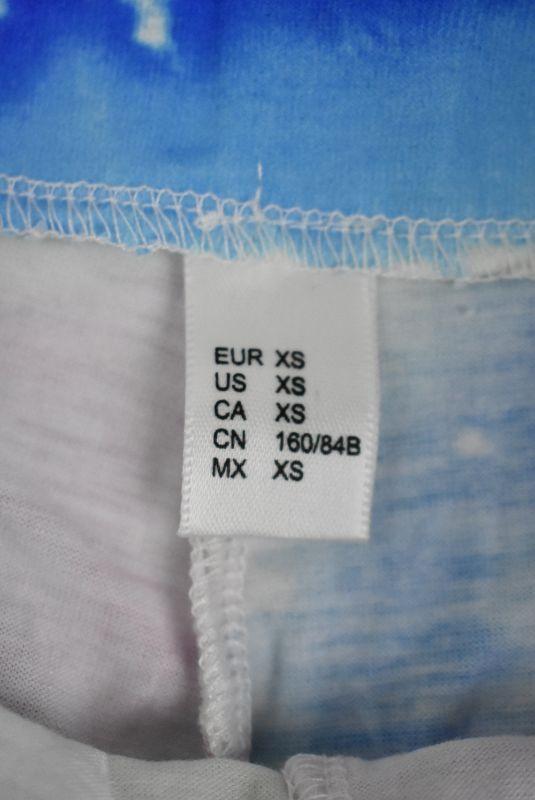 EUR XS
US XS
CA XS
CN 160/84B
MX XS